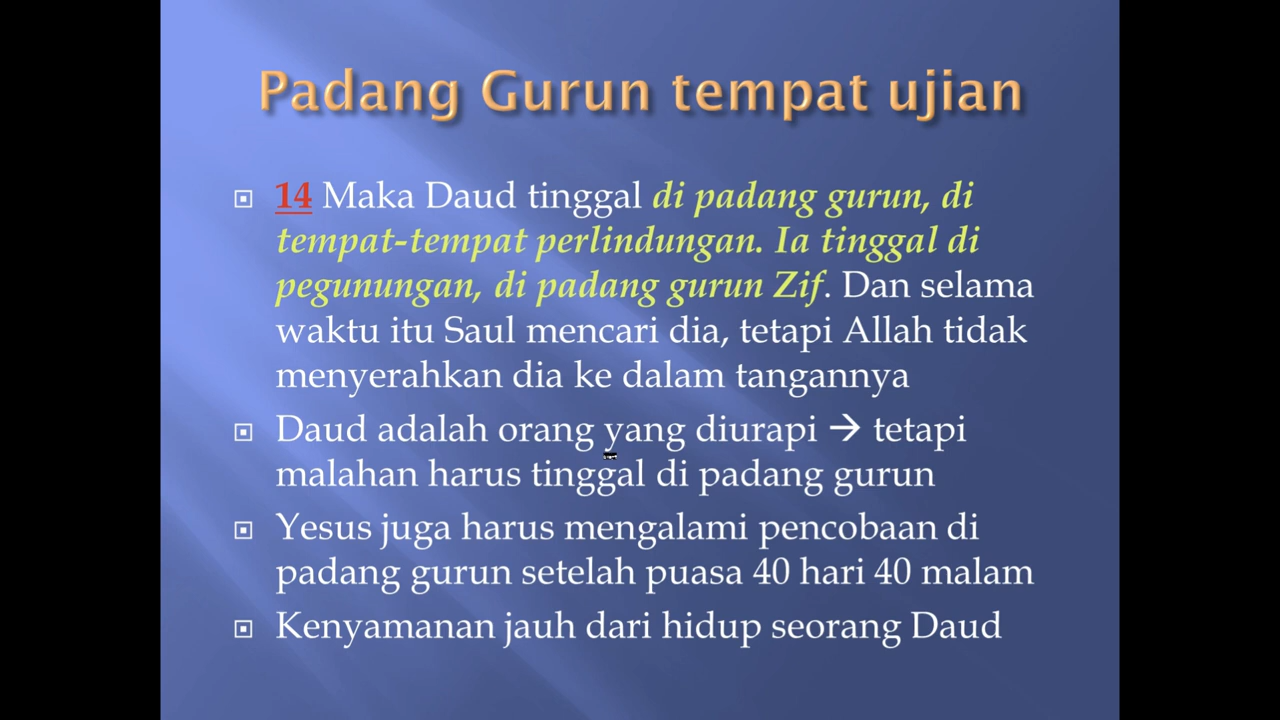 Padang Gurun tempat ujian
14 Maka Daud tinggal di padang gurun, di
tempat-tempat perlindungan. Ia tinggal di
pegunungan, di padang gurun Zif. Dan selama
waktu itu Saul mencari dia, tetapi Allah tidak
menyerahkan dia ke dalam tangannya
Daud adalah orang yang diurapi → tetapi
malahan harus tinggal di padang gurun
Yesus juga harus mengalami pencobaan di
padang gurun setelah puasa 40 hari 40 malam
Kenyamanan jauh dari hidup seorang Daud